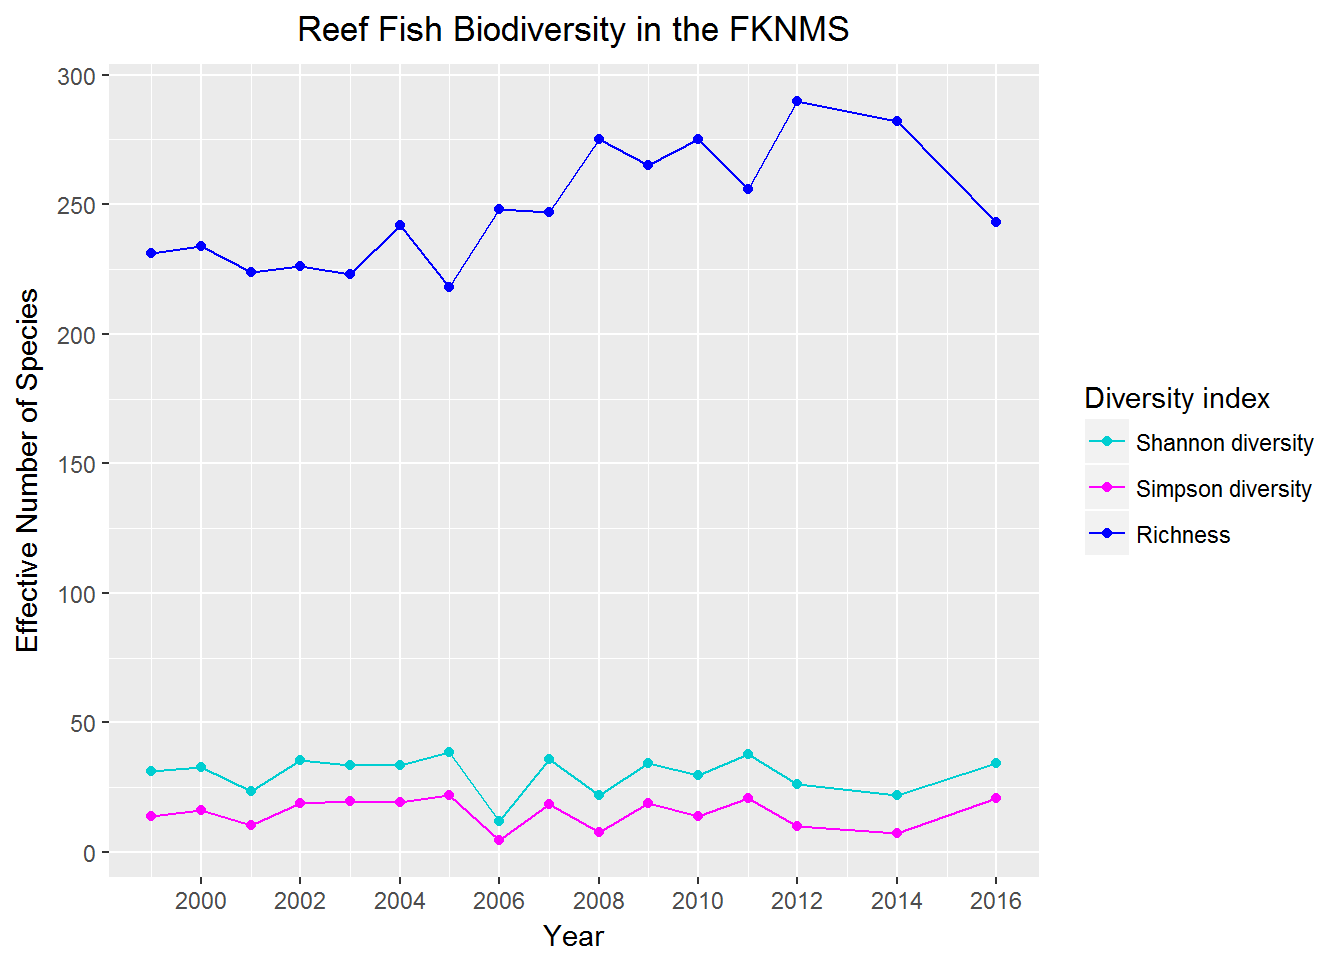 Reef Fish Biodiversity in the FKNMS
Effective Number of Species
300
250
200
150
100
50
0
2000 2002 2004 2006 2008 2010 2012 2014 2016
Year
Diversity index
Shannon diversity
Simpson diversity
Richness